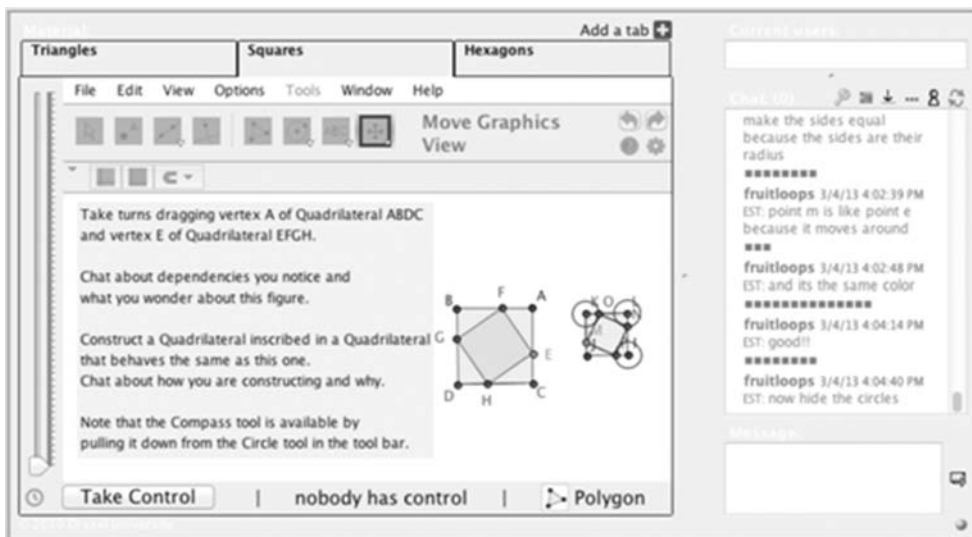 Material:
Add a tab
Current users:
Triangles
Squares
Hexagons
File Edit View Options Tools Window Help
Move Graphics
View
Take turns dragging vertex A of Quadrilateral ABDC
and vertex E of Quadrilateral EFGH.
Chat about dependencies you notice and
what you wonder about this figure.
Construct a Quadrilateral inscribed in a Quadrilateral
that behaves the same as this one.
Chat about how you are constructing and why.
Note that the Compass tool is available by
pulling it down from the Circle tool in the tool bar.
B F A
G
E
D H C
K O L
N
M
Take Control | nobody has control | Polygon
Chat: (0)
make the sides equal
because the sides are their
radius
fruitloops 3/4/13 4:02:39 PM
EST: point m is like point e
because it moves around
fruitloops 3/4/13 4:02:48 PM
EST: and its the same color
fruitloops 3/4/13 4:04:14 PM
EST: good!!
fruitloops 3/4/13 4:04:40 PM
EST: now hide the circles
Message: